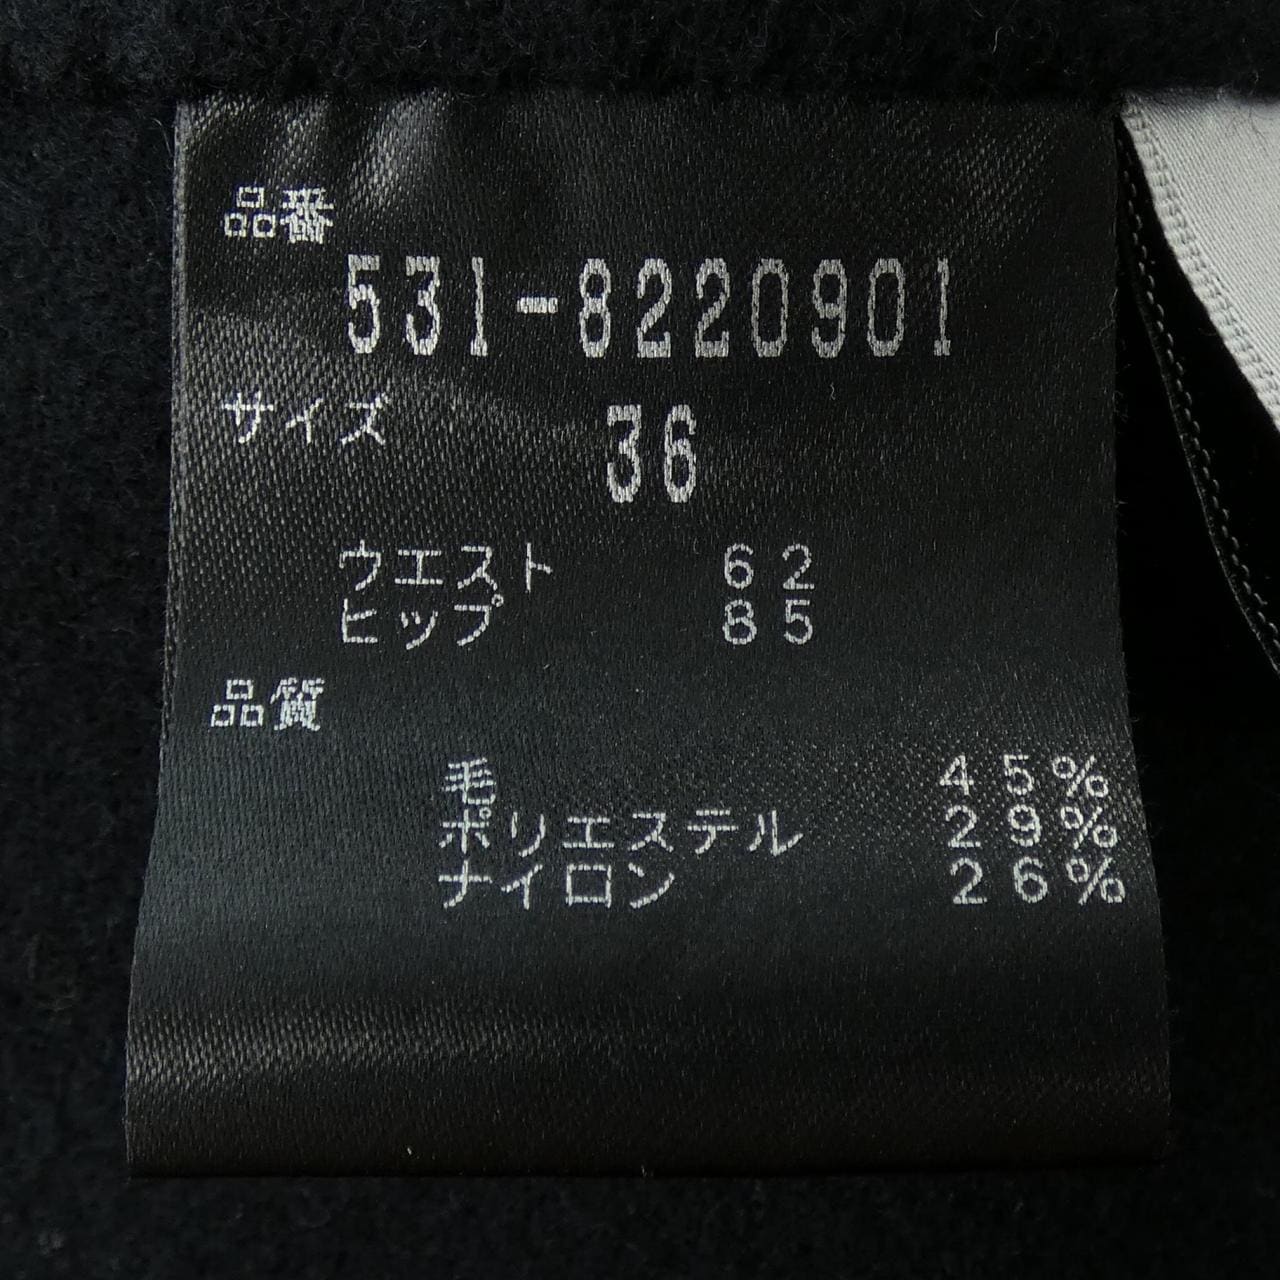 品番
531-8220901
サイズ 36
ウエスト 62
ヒップ 85
品質
毛 45%
ポリエステル 29%
ナイロン 26%